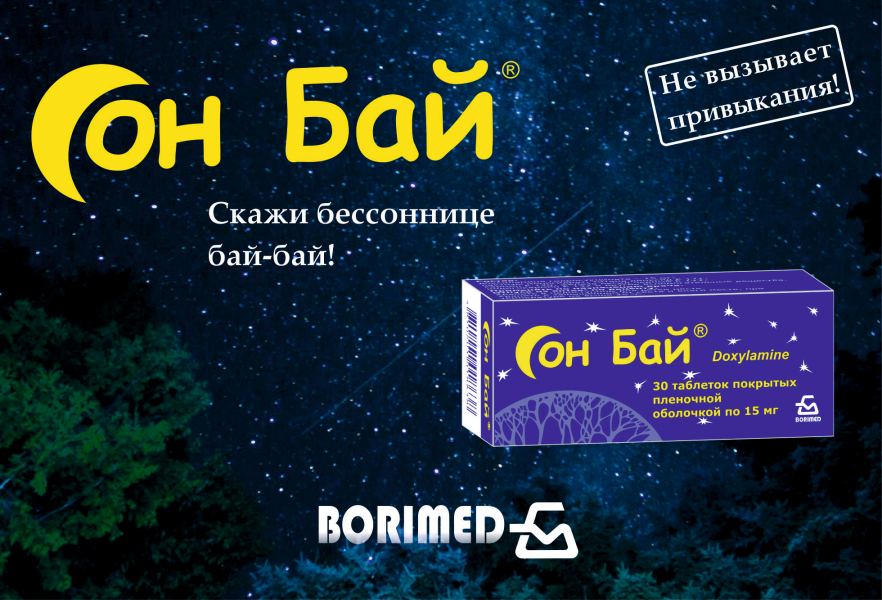 Сон Бай®
Не вызывает
привыкания!
Скажи бессоннице
бай-бай!
Сон Бай®
Сон Бай®
Doxylamine
30 таблеток покрытых
пленочной
оболочкой по 15 мг
BORIMED
BORIMED